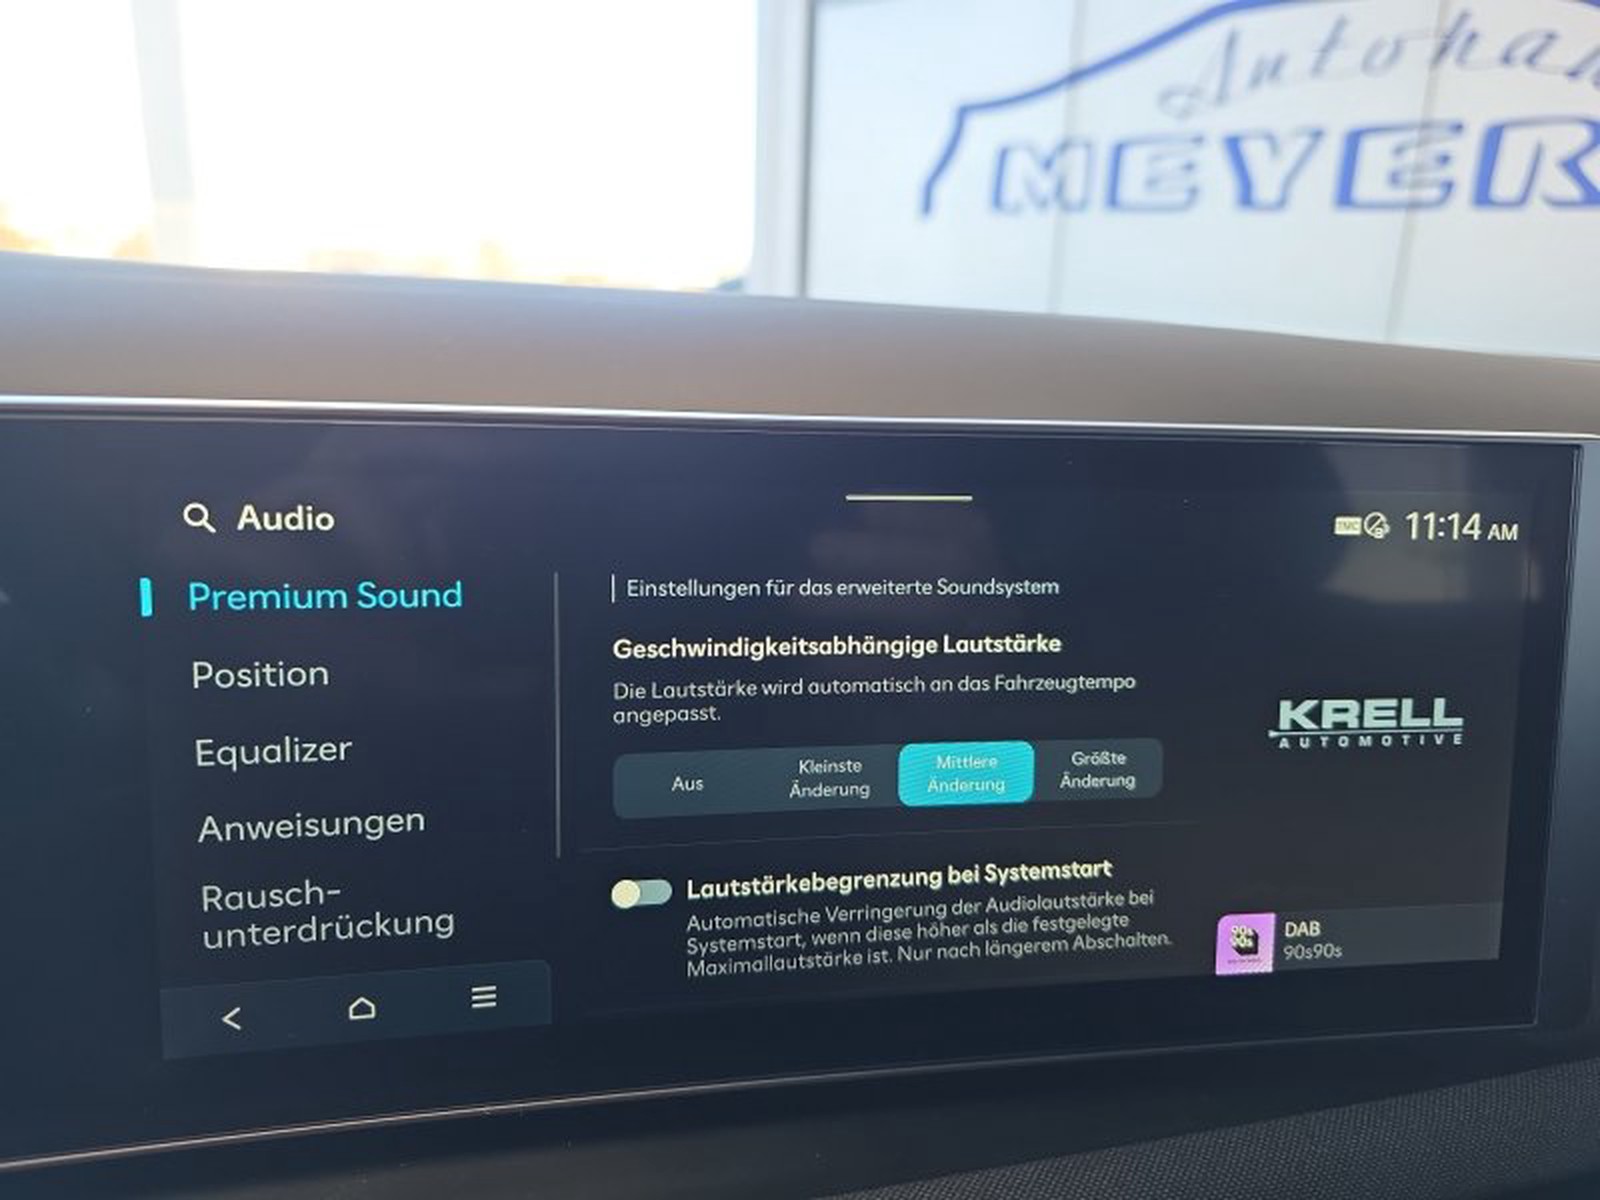 MEYER
Audio
TMC
11:14 AM
Premium Sound
Position
Equalizer
Anweisungen
Rausch-
unterdrückung
Einstellungen für das erweiterte Soundsystem
Geschwindigkeitsabhängige Lautstärke
Die Lautstärke wird automatisch an das Fahrzeugtempo
angepasst.
Aus
Kleinste
Änderung
Mittlere
Änderung
Größte
Änderung
Lautstärkebegrenzung bei Systemstart
Automatische Verringerung der Audiolautstärke bei
Systemstart, wenn diese höher als die festgelegte
Maximallautstärke ist. Nur nach längerem Abschalten.
KRELL
AUTOMOTIVE
90s
90s
DAB
90s90s